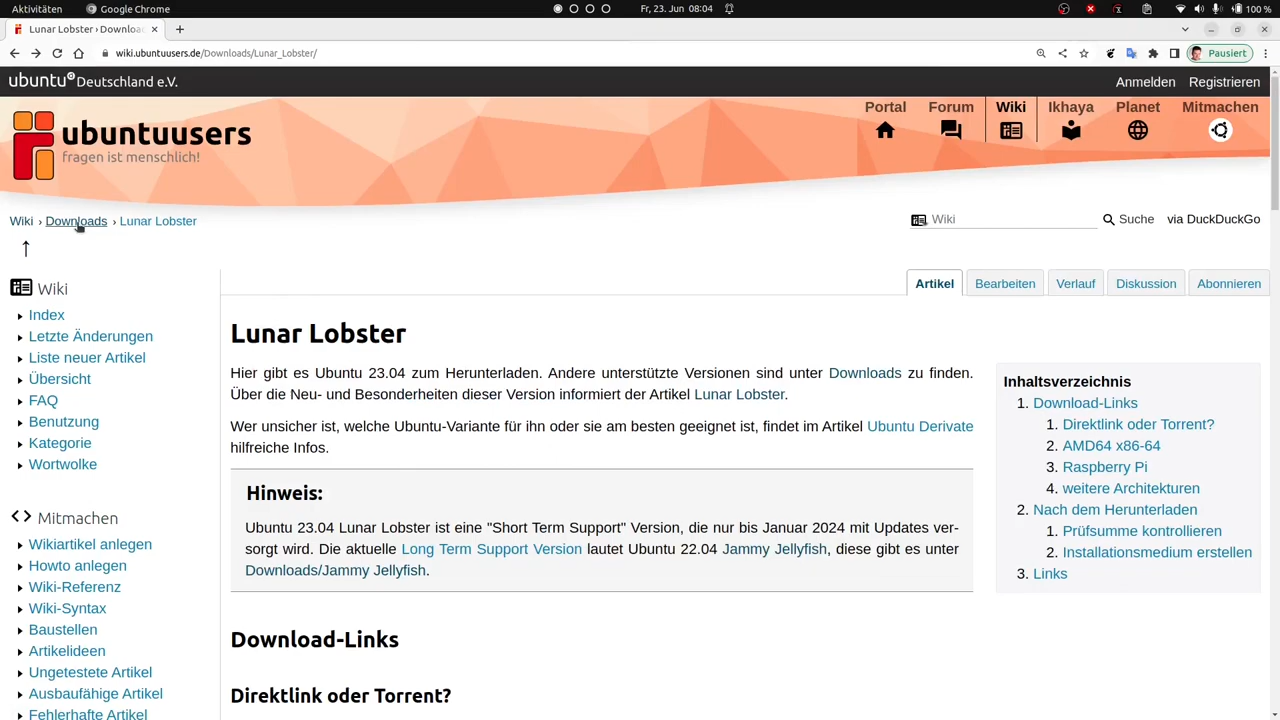 Aktivitäten Google Chrome Fr, 23. Jun 08:04 100 %
Lunar Lobster › Downloa
wiki.ubuntuusers.de/Downloads/Lunar_Lobster/ Pausiert
ubuntu Deutschland e.V. Anmelden Registrieren
Portal Forum Wiki Ikhaya Planet Mitmachen
ubuntuusers
fragen ist menschlich!
Wiki › Downloads › Lunar Lobster Wiki Suche via DuckDuckGo
↑
Wiki
Artikel Bearbeiten Verlauf Diskussion Abonnieren
Index
Letzte Änderungen
Liste neuer Artikel
Übersicht
FAQ
Benutzung
Kategorie
Wortwolke
Mitmachen
Wikiartikel anlegen
Howto anlegen
Wiki-Referenz
Wiki-Syntax
Baustellen
Artikelideen
Ungetestete Artikel
Ausbaufähige Artikel
Fehlerhafte Artikel
Lunar Lobster
Hier gibt es Ubuntu 23.04 zum Herunterladen. Andere unterstützte Versionen sind unter Downloads zu finden.
Über die Neu- und Besonderheiten dieser Version informiert der Artikel Lunar Lobster.
Wer unsicher ist, welche Ubuntu-Variante für ihn oder sie am besten geeignet ist, findet im Artikel Ubuntu Derivate
hilfreiche Infos.
Hinweis:
Ubuntu 23.04 Lunar Lobster ist eine "Short Term Support" Version, die nur bis Januar 2024 mit Updates ver-
sorgt wird. Die aktuelle Long Term Support Version lautet Ubuntu 22.04 Jammy Jellyfish, diese gibt es unter
Downloads/Jammy Jellyfish.
Download-Links
Direktlink oder Torrent?
Inhaltsverzeichnis
1. Download-Links
1. Direktlink oder Torrent?
2. AMD64 x86-64
3. Raspberry Pi
4. weitere Architekturen
2. Nach dem Herunterladen
1. Prüfsumme kontrollieren
2. Installationsmedium erstellen
3. Links